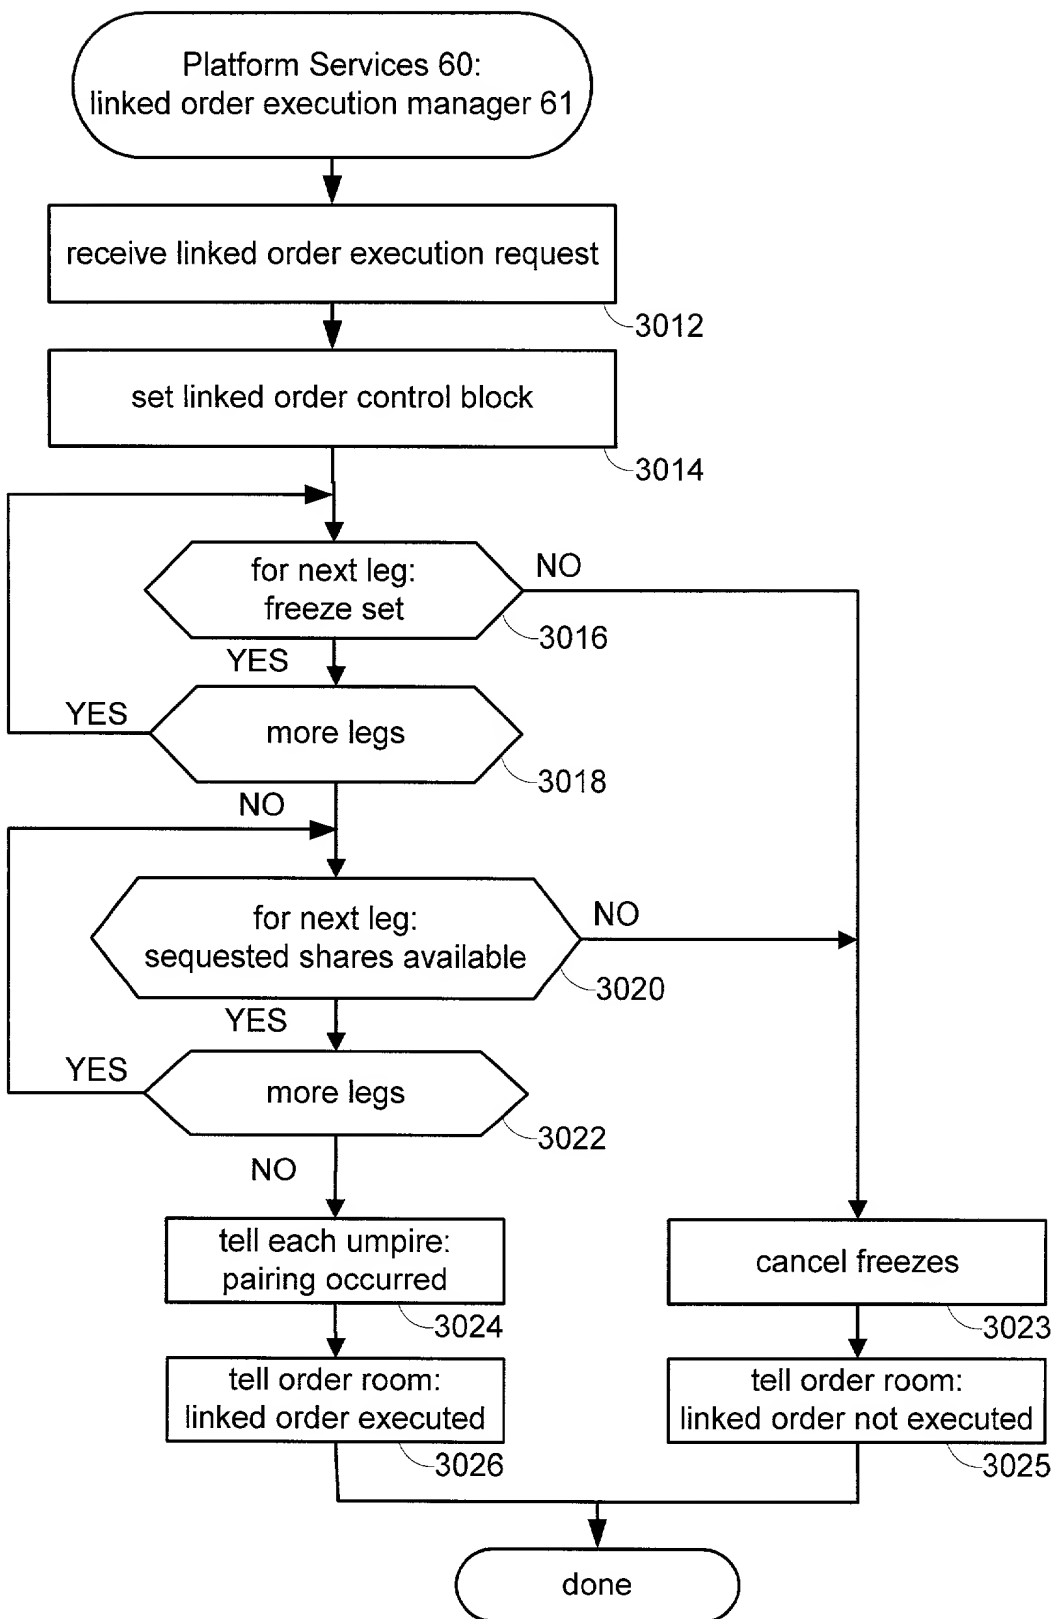 Platform Services 60:
linked order execution manager 61
receive linked order execution request
3012
set linked order control block
3014
for next leg:
freeze set
NO
3016
YES
more legs
YES
3018
NO
for next leg:
sequested shares available
NO
3020
YES
more legs
YES
3022
NO
tell each umpire:
pairing occurred
3024
cancel freezes
3023
tell order room:
linked order executed
3026
tell order room:
linked order not executed
3025
done